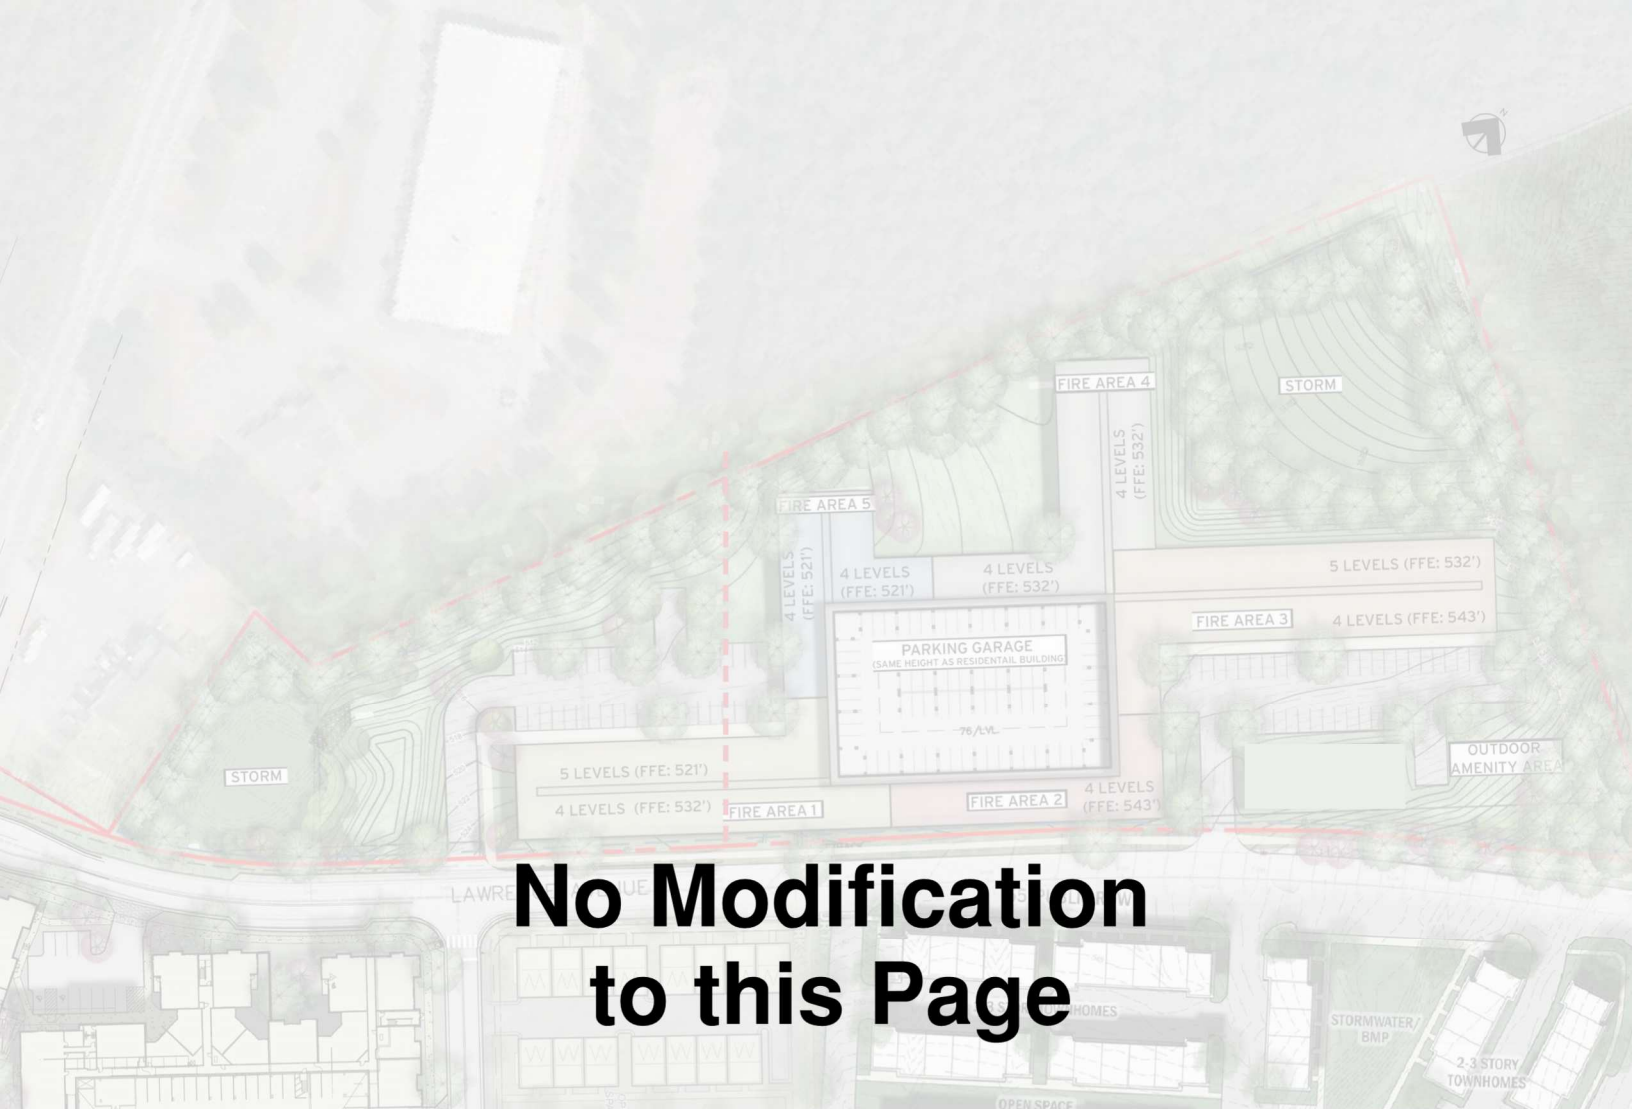 N
FIRE AREA 4
STORM
4 LEVELS
(FFE: 532')
FIRE AREA 5
4 LEVELS
(FFE: 521')
4 LEVELS
(FFE: 521')
4 LEVELS
(FFE: 532')
5 LEVELS (FFE: 532')
FIRE AREA 3
4 LEVELS (FFE: 543')
PARKING GARAGE
(SAME HEIGHT AS RESIDENTAIL BUILDING)
76/LVL
STORM
5 LEVELS (FFE: 521')
4 LEVELS (FFE: 532')
FIRE AREA 1
FIRE AREA 2
4 LEVELS
(FFE: 543')
OUTDOOR
AMENITY AREA
No Modification
to this Page
STORMWATER/
BMP
2-3 STORY
TOWNHOMES
OPEN SPACE